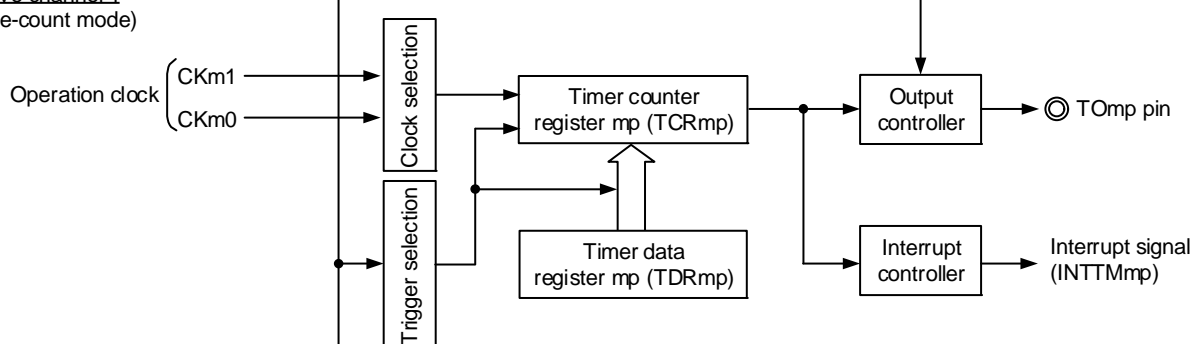 e-count mode)
Operation clock
CKm1
CKm0
Clock selection
Timer counter
register mp (TCRmp)
Output
controller
TOmp pin
Trigger selection
Timer data
register mp (TDRmp)
Interrupt
controller
Interrupt signal
(INTTMmp)